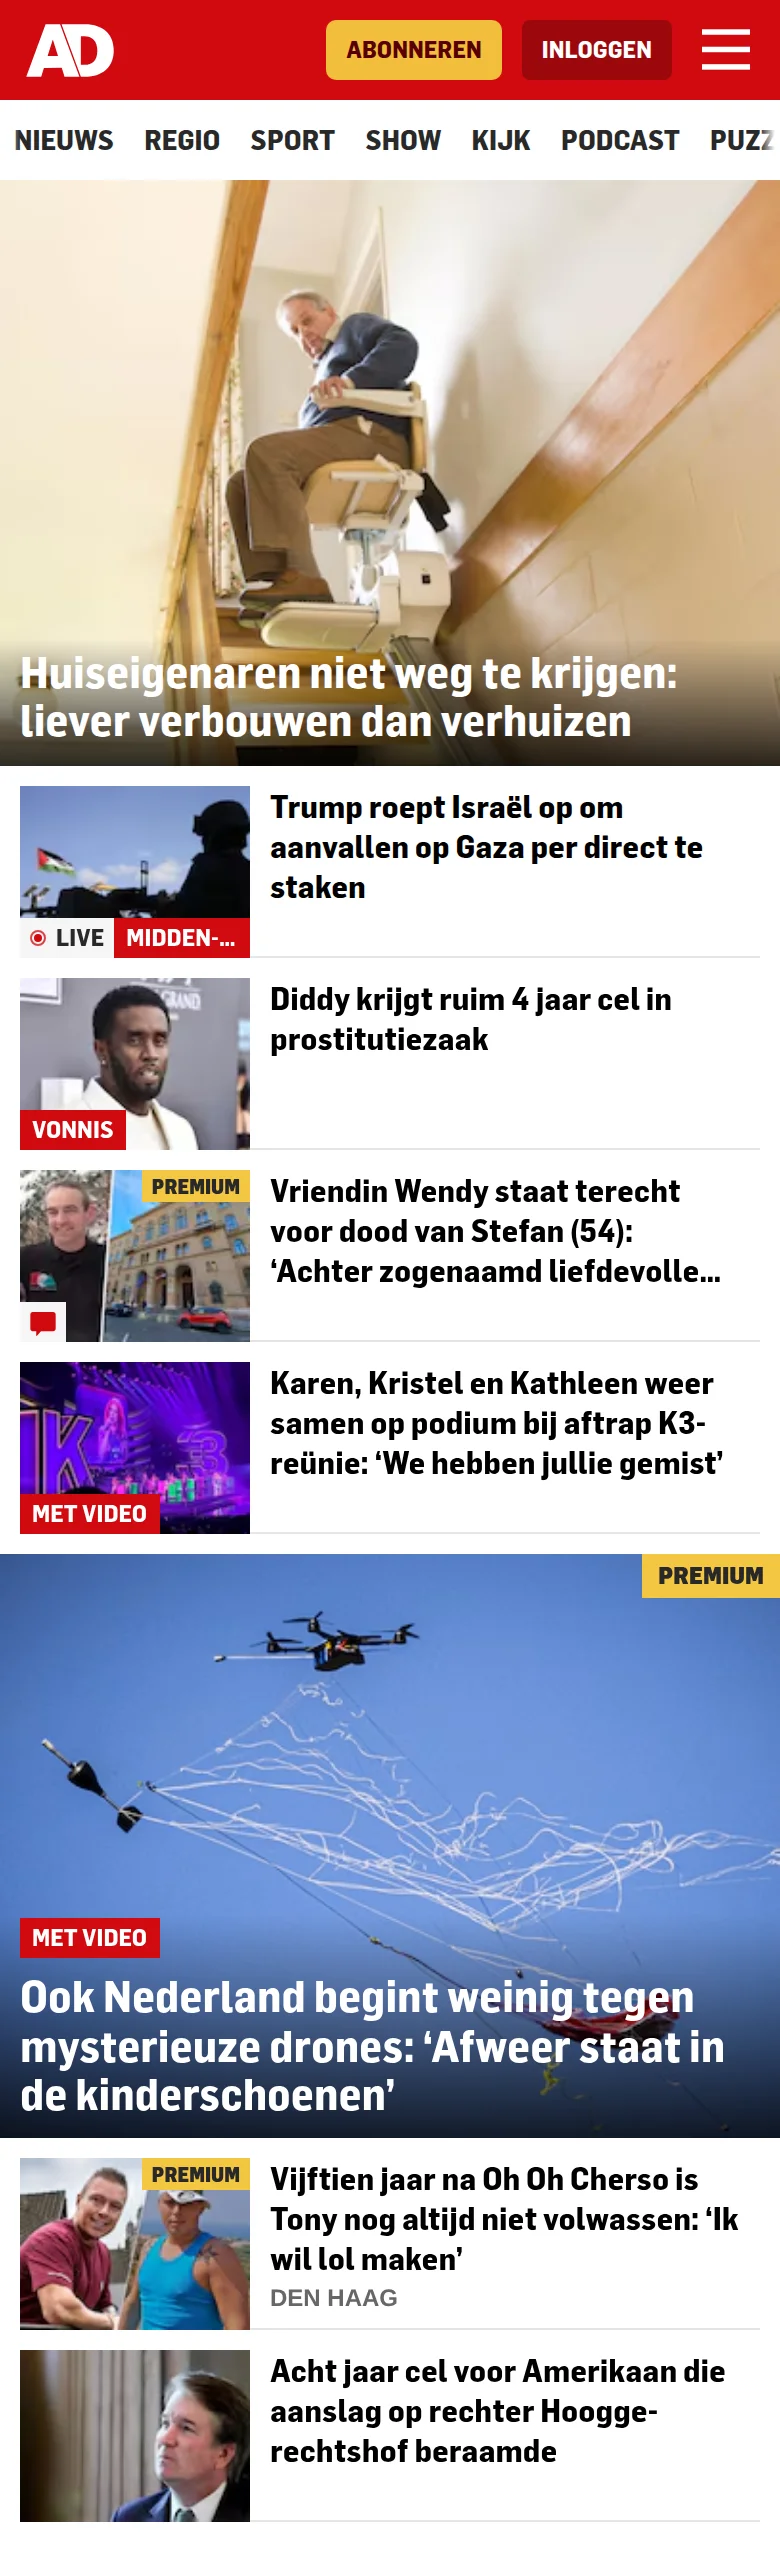 AD
ABONNEREN
INLOGGEN
NIEUWS REGIO SPORT SHOW KIJK PODCAST PUZZ
Huiseigenaren niet weg te krijgen:
liever verbouwen dan verhuizen
Trump roept Israël op om
aanvallen op Gaza per direct te
staken
LIVE MIDDEN-...
GRAND
Diddy krijgt ruim 4 jaar cel in
prostitutiezaak
VONNIS
PREMIUM
Vriendin Wendy staat terecht
voor dood van Stefan (54):
‘Achter zogenaamd liefdevolle...
Karen, Kristel en Kathleen weer
samen op podium bij aftrap K3-
reünie: ‘We hebben jullie gemist’
K3
MET VIDEO
PREMIUM
MET VIDEO
Ook Nederland begint weinig tegen
mysterieuze drones: ‘Afweer staat in
de kinderschoenen’
PREMIUM
Vijftien jaar na Oh Oh Cherso is
Tony nog altijd niet volwassen: ‘Ik
wil lol maken’
DEN HAAG
Acht jaar cel voor Amerikaan die
aanslag op rechter Hoogge-
rechtshof beraamde